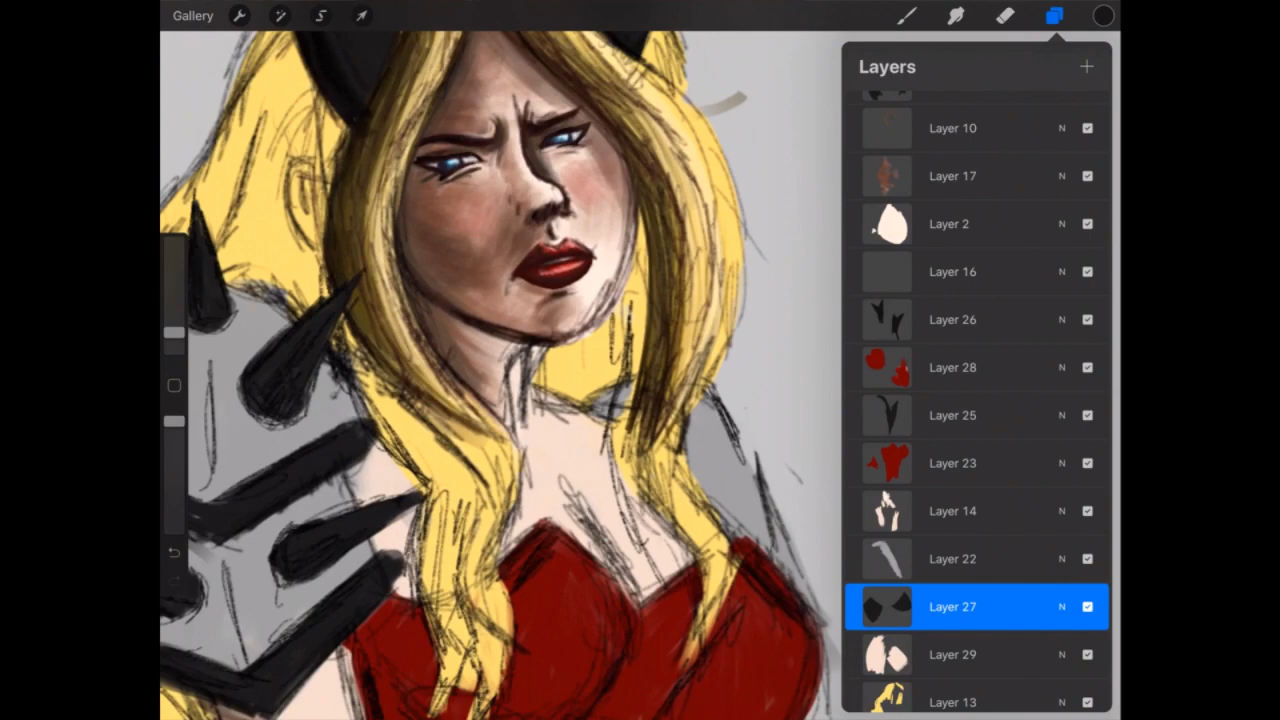 Gallery
Layers
Layer 10 N
Layer 17 N
Layer 2 N
Layer 16 N
Layer 26 N
Layer 28 N
Layer 25 N
Layer 23 N
Layer 14 N
Layer 22 N
Layer 27 N
Layer 29 N
Layer 13 N